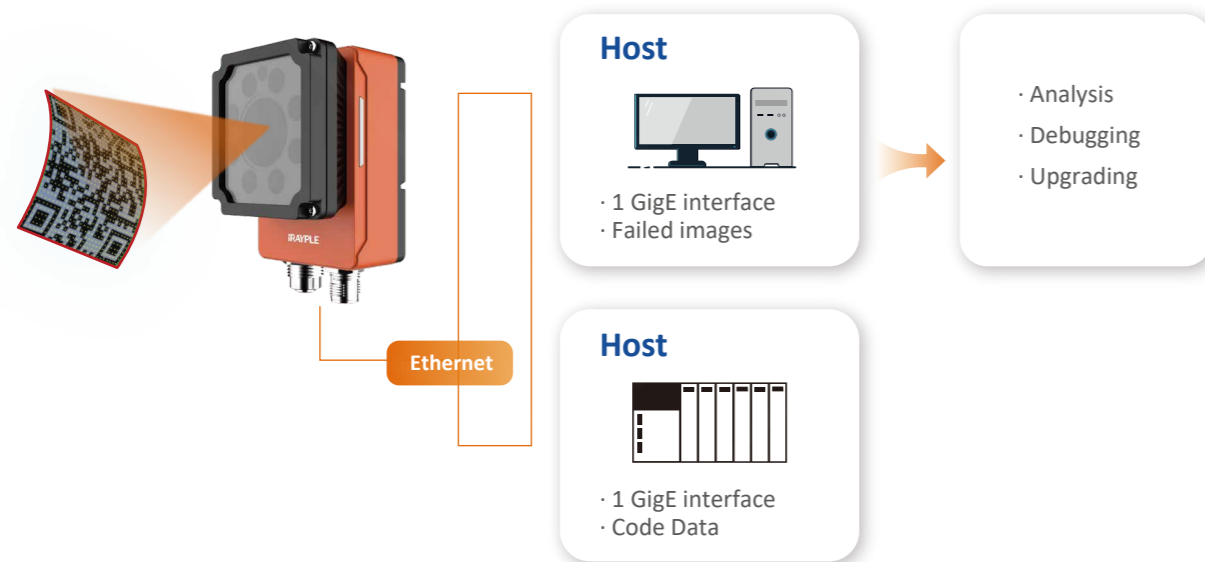 iRAYPLE
Ethernet
Host
· 1 GigE interface
· Failed images
· Analysis
· Debugging
· Upgrading
Host
· 1 GigE interface
· Code Data